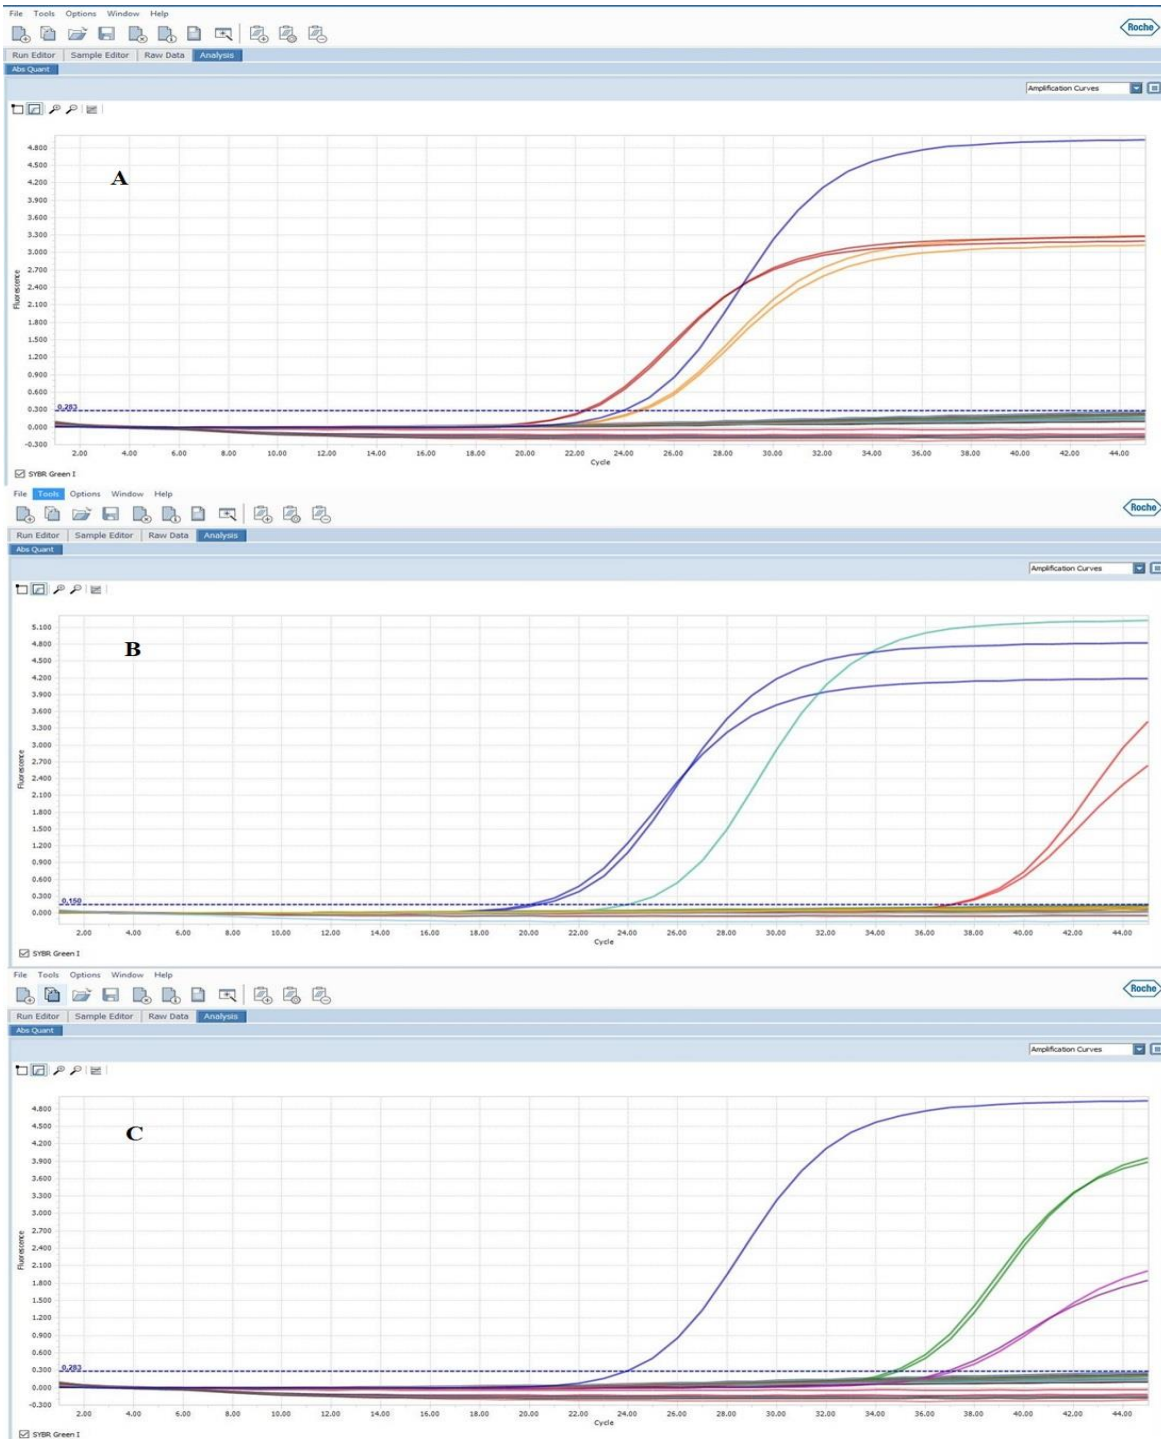 File Tools Options Window Help
Roche
Run Editor Sample Editor Raw Data Analysis
Abs Quant
Amplification Curves
A
4.800
4.500
4.200
3.900
3.600
3.300
3.000
2.700
2.400
2.100
1.800
1.500
1.200
0.900
0.600
0.300
0.000
-0.300
Fluorescence
0.283
2.00 4.00 6.00 8.00 10.00 12.00 14.00 16.00 18.00 20.00 22.00 24.00 26.00 28.00 30.00 32.00 34.00 36.00 38.00 40.00 42.00 44.00
Cycle
SYBR Green I
File Tools Options Window Help
Roche
Run Editor Sample Editor Raw Data Analysis
Abs Quant
Amplification Curves
B
5.100
4.800
4.500
4.200
3.900
3.600
3.300
3.000
2.700
2.400
2.100
1.800
1.500
1.200
0.900
0.600
0.300
0.000
Fluorescence
0.150
2.00 4.00 6.00 8.00 10.00 12.00 14.00 16.00 18.00 20.00 22.00 24.00 26.00 28.00 30.00 32.00 34.00 36.00 38.00 40.00 42.00 44.00
Cycle
SYBR Green I
File Tools Options Window Help
Roche
Run Editor Sample Editor Raw Data Analysis
Abs Quant
Amplification Curves
C
4.800
4.500
4.200
3.900
3.600
3.300
3.000
2.700
2.400
2.100
1.800
1.500
1.200
0.900
0.600
0.300
0.000
-0.300
Fluorescence
0.283
2.00 4.00 6.00 8.00 10.00 12.00 14.00 16.00 18.00 20.00 22.00 24.00 26.00 28.00 30.00 32.00 34.00 36.00 38.00 40.00 42.00 44.00
Cycle
SYBR Green I